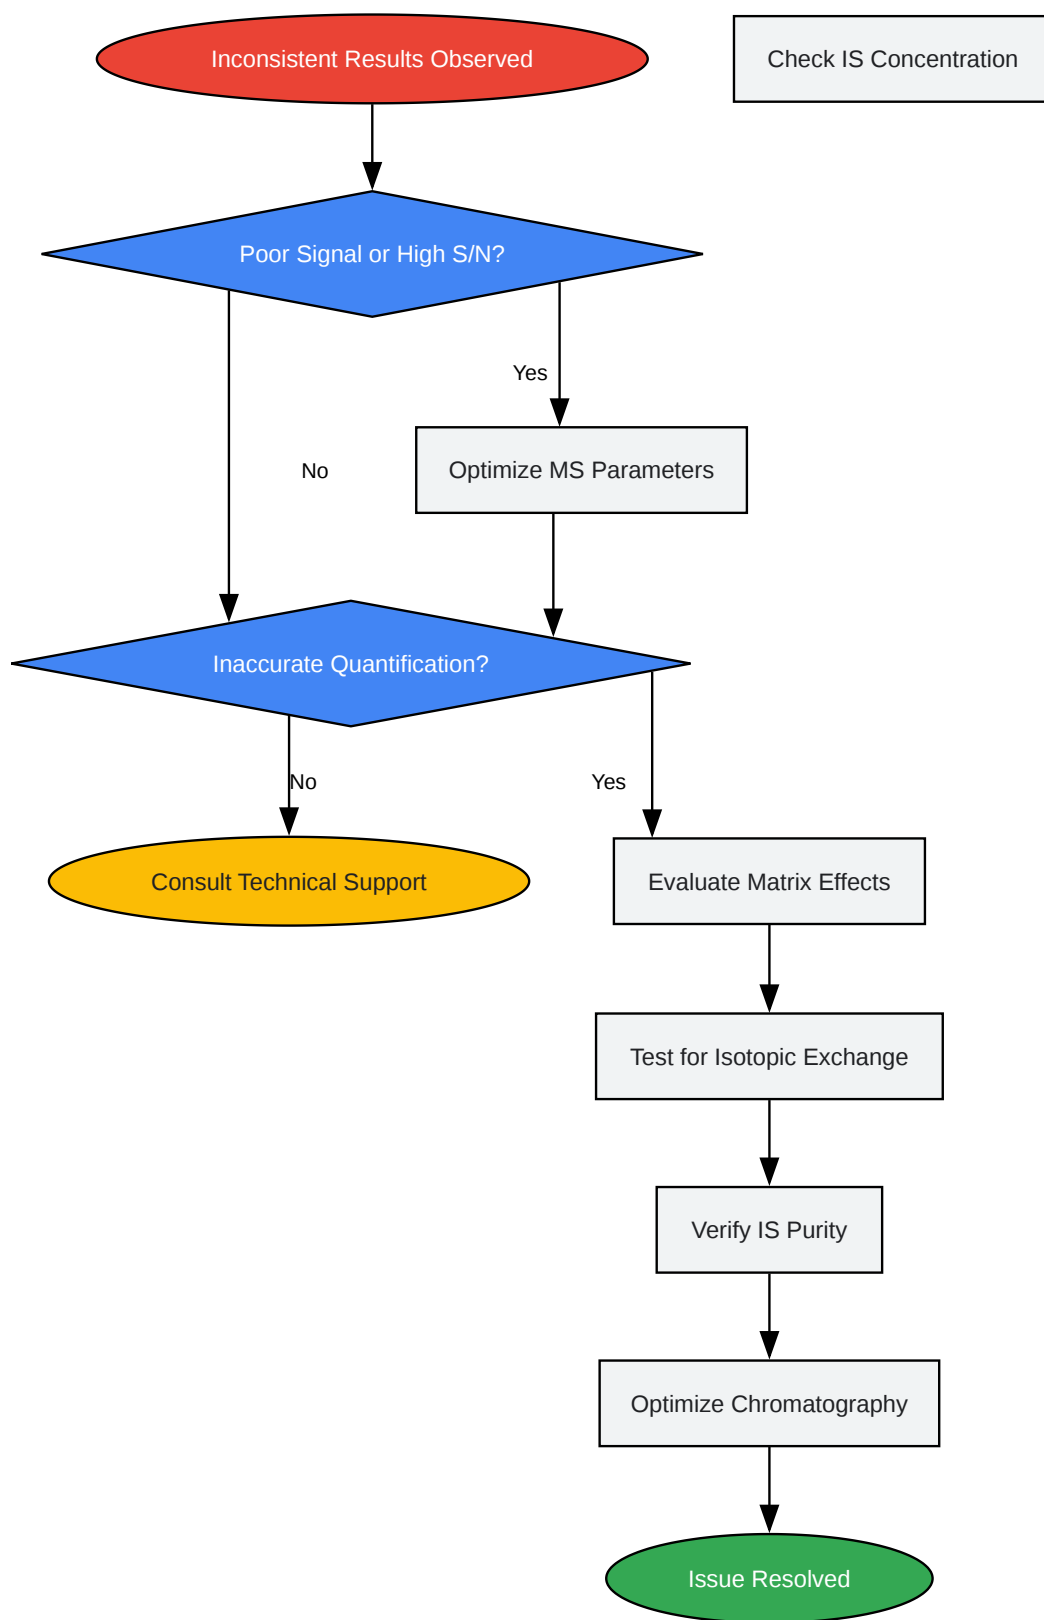 Inconsistent Results Observed
Check IS Concentration
Poor Signal or High S/N?
Yes
No
Optimize MS Parameters
Inaccurate Quantification?
No
Yes
Consult Technical Support
Evaluate Matrix Effects
Test for Isotopic Exchange
Verify IS Purity
Optimize Chromatography
Issue Resolved